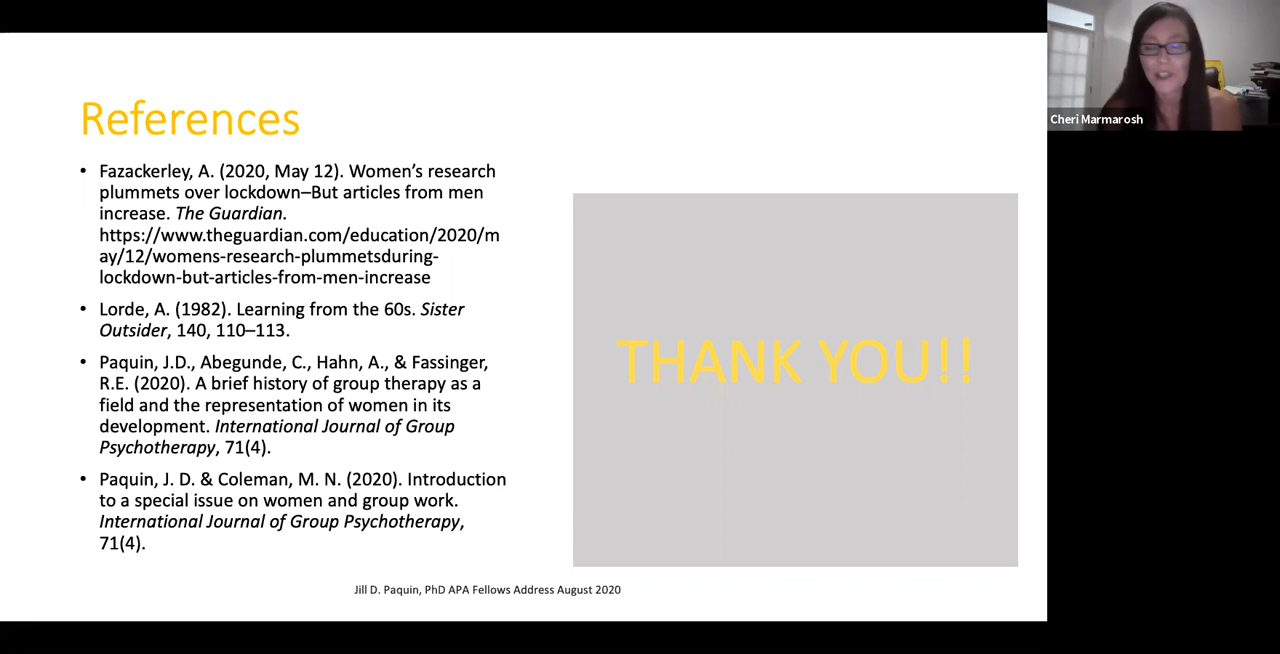 References
• Fazackerley, A. (2020, May 12). Women’s research
plummets over lockdown–But articles from men
increase. The Guardian.
https://www.theguardian.com/education/2020/m
ay/12/womens-research-plummetsduring-
lockdown-but-articles-from-men-increase
• Lorde, A. (1982). Learning from the 60s. Sister
Outsider, 140, 110–113.
• Paquin, J.D., Abegunde, C., Hahn, A., & Fassinger,
R.E. (2020). A brief history of group therapy as a
field and the representation of women in its
development. International Journal of Group
Psychotherapy, 71(4).
• Paquin, J. D. & Coleman, M. N. (2020). Introduction
to a special issue on women and group work.
International Journal of Group Psychotherapy,
71(4).
THANK YOU!!
Jill D. Paquin, PhD APA Fellows Address August 2020
Cheri Marmarosh